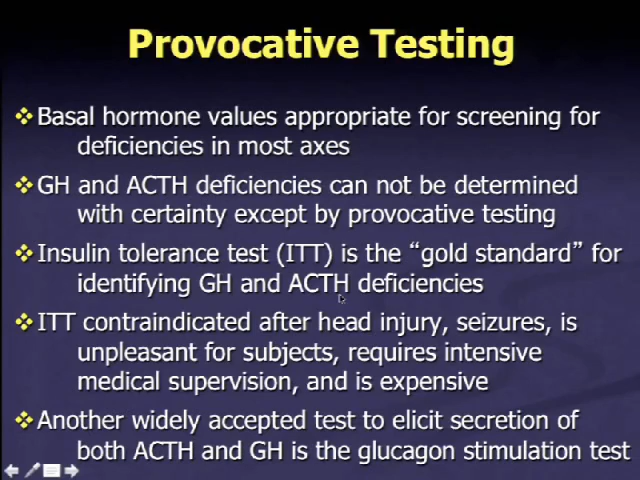 Provocative Testing
Basal hormone values appropriate for screening for
deficiencies in most axes
GH and ACTH deficiencies can not be determined
with certainty except by provocative testing
Insulin tolerance test (ITT) is the “gold standard” for
identifying GH and ACTH deficiencies
ITT contraindicated after head injury, seizures, is
unpleasant for subjects, requires intensive
medical supervision, and is expensive
Another widely accepted test to elicit secretion of
both ACTH and GH is the glucagon stimulation test